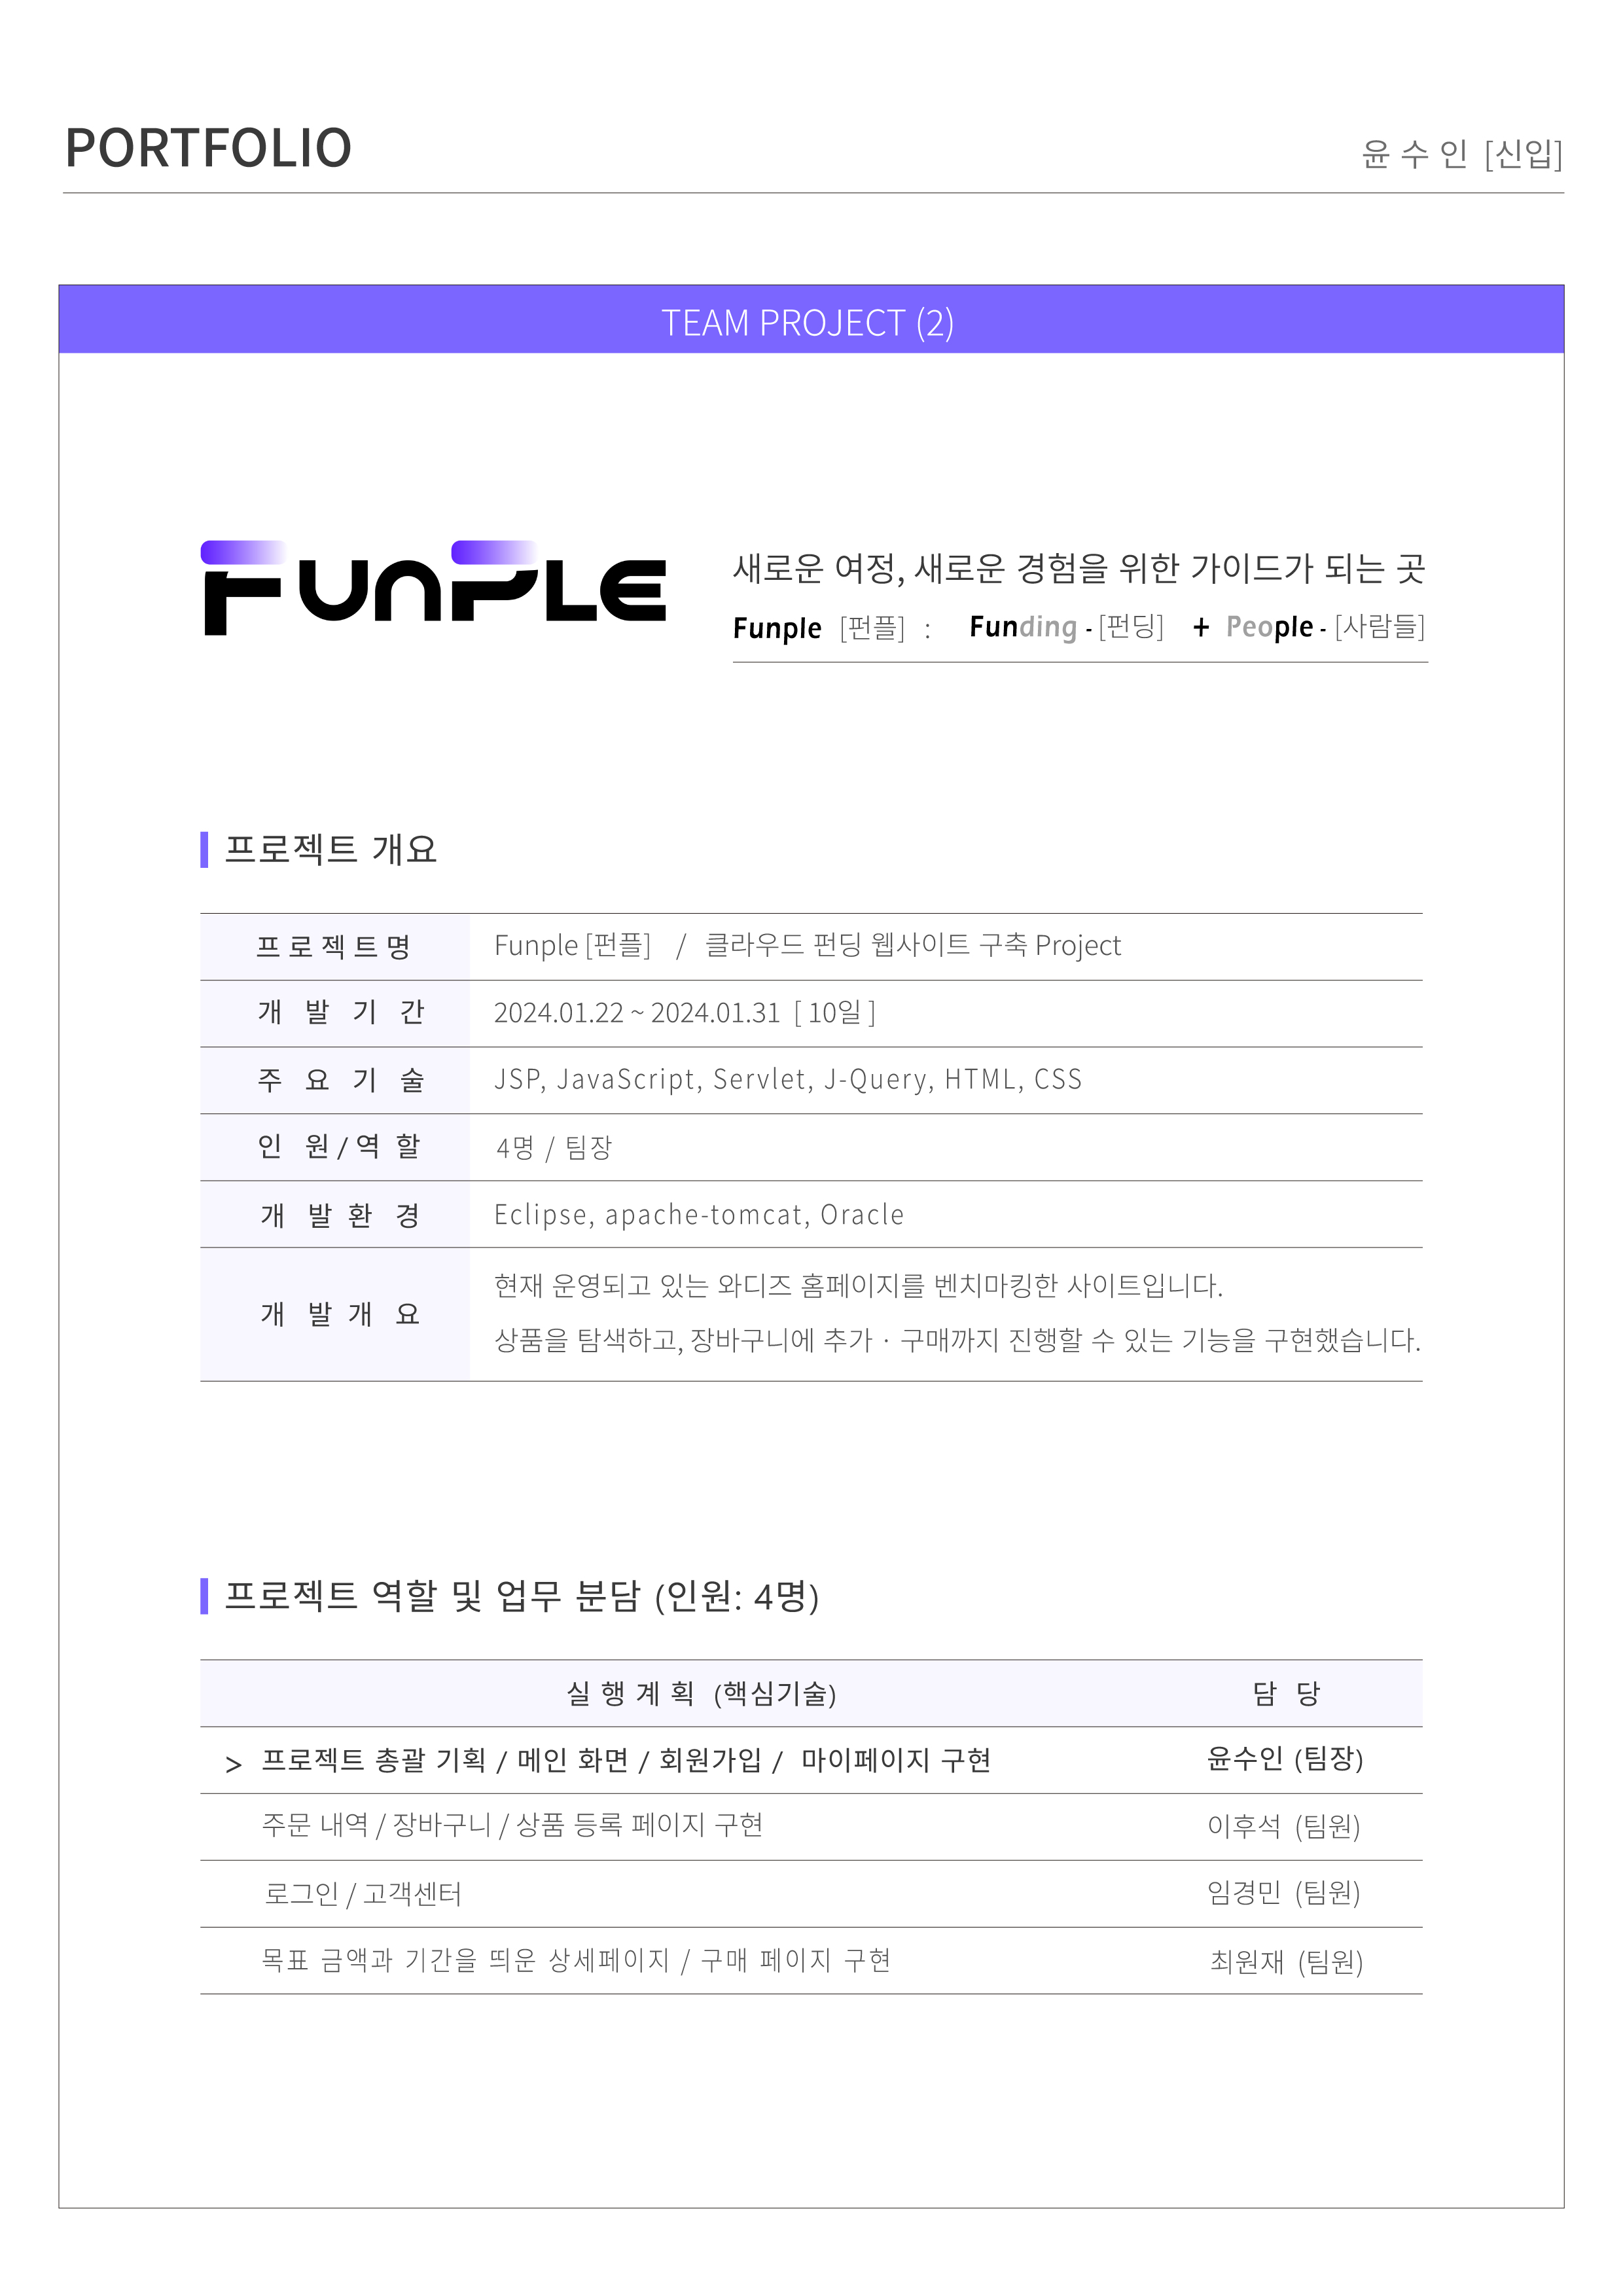 PORTFOLIO
윤 수 인 [신입]
TEAM PROJECT (2)
FUNPLE
새로운 여정, 새로운 경험을 위한 가이드가 되는 곳
Funple [펀플] : Funding - [펀딩] + People - [사람들]
프로젝트 개요
프로젝트명 Funple [펀플] / 클라우드 펀딩 웹사이트 구축 Project
개 발 기 간 2024.01.22 ~ 2024.01.31 [ 10일 ]
주 요 기 술 JSP, JavaScript, Servlet, J-Query, HTML, CSS
인 원 / 역 할 4명 / 팀장
개 발 환 경 Eclipse, apache-tomcat, Oracle
개 발 개 요 현재 운영되고 있는 와디즈 홈페이지를 벤치마킹한 사이트입니다.
상품을 탐색하고, 장바구니에 추가 · 구매까지 진행할 수 있는 기능을 구현했습니다.
프로젝트 역할 및 업무 분담 (인원: 4명)
실 행 계 획 (핵심기술) 담 당
> 프로젝트 총괄 기획 / 메인 화면 / 회원가입 / 마이페이지 구현 윤수인 (팀장)
주문 내역 / 장바구니 / 상품 등록 페이지 구현 이후석 (팀원)
로그인 / 고객센터 임경민 (팀원)
목표 금액과 기간을 띄운 상세페이지 / 구매 페이지 구현 최원재 (팀원)